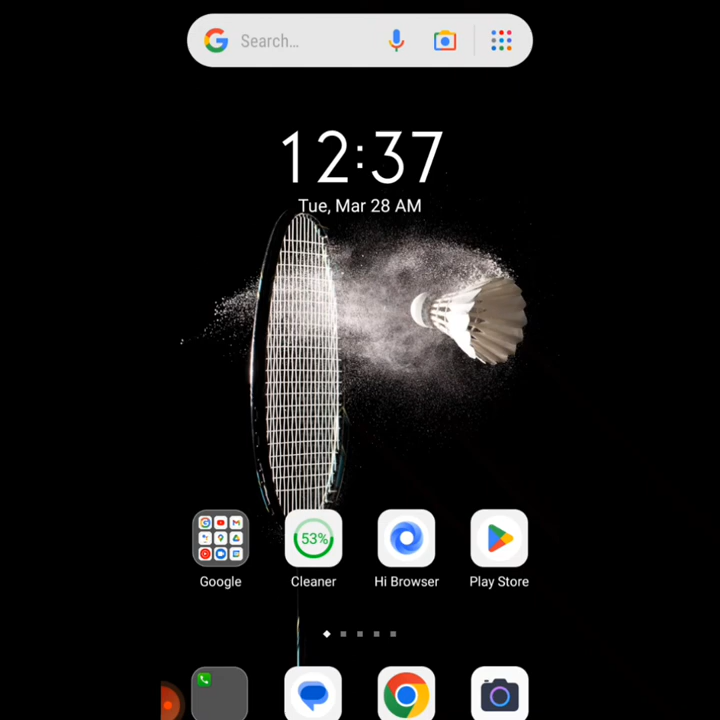 Search...
12:37
Tue, Mar 28 AM
53%
Google
Cleaner
Hi Browser
Play Store